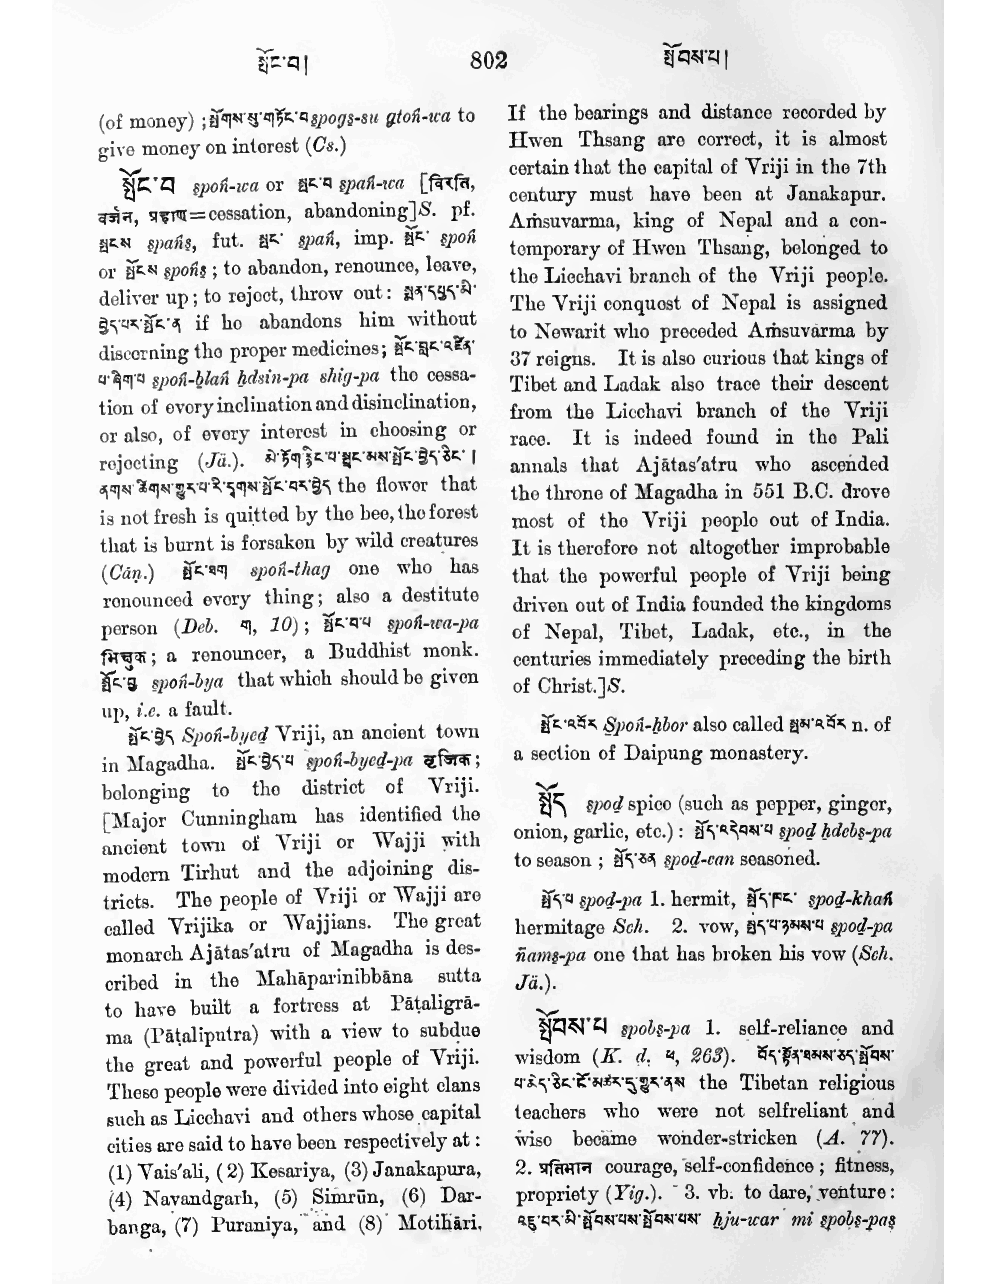 སྤོང་བ།
802
སྤོབས་པ།
(of money) ; སྤོགས་སུ་གཏོང་བ spogs-su gtoṅ-wa to
give money on interest (Cs.)
སྤོང་བ spoṅ-wa or སྤང་བ spaṅ-wa [विरति,
वर्जन, प्रहाण=cessation, abandoning]S. pf.
སྤངས spaṅs, fut. སྤང་ spaṅ, imp. སྤོང་ spoṅ
or སྤོངས spoṅs ; to abandon, renounce, leave,
deliver up; to reject, throw out: སྨན་དཔྱད་མི་
བྱེད་པར་སྤོང་ན if he abandons him without
discerning the proper medicines; སྤོང་བླང་འཛིན་
པ་ཞིག་པ spoṅ-blaṅ ḥdsin-pa shig-pa the cessa-
tion of every inclination and disinclination,
or also, of every interest in choosing or
rejecting (Jä.). མེ་ཏོག་རྙིང་པ་སྦྲང་མས་སྤོང་བྱེད་ཅིང་ །
ནགས་ཚིགས་གྱུར་པ་རི་དྭགས་སྤོང་བར་བྱེད the flower that
is not fresh is quitted by the bee, the forest
that is burnt is forsaken by wild creatures
(Cāṇ.) སྤོང་ཐག spoṅ-thag one who has
renounced every thing; also a destitute
person (Deb. ག, 10); སྤོང་བ་པ spoṅ-wa-pa
भिक्षुक; a renouncer, a Buddhist monk.
སྤོང་བྱ spoṅ-bya that which should be given
up, i.e. a fault.
སྤོང་བྱེད Spoṅ-byed Vriji, an ancient town
in Magadha. སྤོང་བྱེད་པ spoṅ-byed-pa वृजिक;
belonging to the district of Vriji.
[Major Cunningham has identified the
ancient town of Vriji or Wajji with
modern Tirhut and the adjoining dis-
tricts. The people of Vriji or Wajji are
called Vrijika or Wajjians. The great
monarch Ajātas'atru of Magadha is des-
cribed in the Mahāparinibbāna sutta
to have built a fortress at Pāṭaligrā-
ma (Pāṭaliputra) with a view to subdue
the great and powerful people of Vriji.
These people were divided into eight clans
such as Licchavi and others whose capital
cities are said to have been respectively at :
(1) Vais'ali, (2) Kesariya, (3) Janakapura,
(4) Navandgarh, (5) Simrūn, (6) Dar-
banga, (7) Puraniya, and (8) Motihāri.
If the bearings and distance recorded by
Hwen Thsang are correct, it is almost
certain that the capital of Vriji in the 7th
century must have been at Janakapur.
Aṁsuvarma, king of Nepal and a con-
temporary of Hwen Thsang, belonged to
the Licchavi branch of the Vriji people.
The Vriji conquest of Nepal is assigned
to Newarit who preceded Aṁsuvarma by
37 reigns. It is also curious that kings of
Tibet and Ladak also trace their descent
from the Licchavi branch of the Vriji
race. It is indeed found in the Pali
annals that Ajātas'atru who ascended
the throne of Magadha in 551 B.C. drove
most of the Vriji people out of India.
It is therefore not altogether improbable
that the powerful people of Vriji being
driven out of India founded the kingdoms
of Nepal, Tibet, Ladak, etc., in the
centuries immediately preceding the birth
of Christ.]S.
སྤོང་འབོར Spoṅ-ḥbor also called སྤྲས་འབོར n. of
a section of Daipung monastery.
སྤོད spod spice (such as pepper, ginger,
onion, garlic, etc.) : སྤོད་འདེབས་པ spod ḥdebs-pa
to season ; སྤོད་ཅན spod-can seasoned.
སྤོད་པ spod-pa 1. hermit, སྤོད་ཁང་ spod-khaṅ
hermitage Sch. 2. vow, སྤོད་པ་ཉམས་པ spod-pa
ñams-pa one that has broken his vow (Sch.
Jä.).
སྤོབས་པ spobs-pa 1. self-reliance and
wisdom (K. d. ཕ, 263). བོད་སྟོན་ཐམས་ཅད་སྤོབས་
པ་མེད་ཅིང་ངོ་མཚར་དུ་གྱུར་ནས the Tibetan religious
teachers who were not selfreliant and
wise became wonder-stricken (A. 77).
2. प्रतिभान courage, self-confidence ; fitness,
propriety (Yig.). 3. vb. to dare, venture :
འཇུ་བར་མི་སྤོབས་པས་སྤོབས་པས་ ḥju-war mi spobs-pas